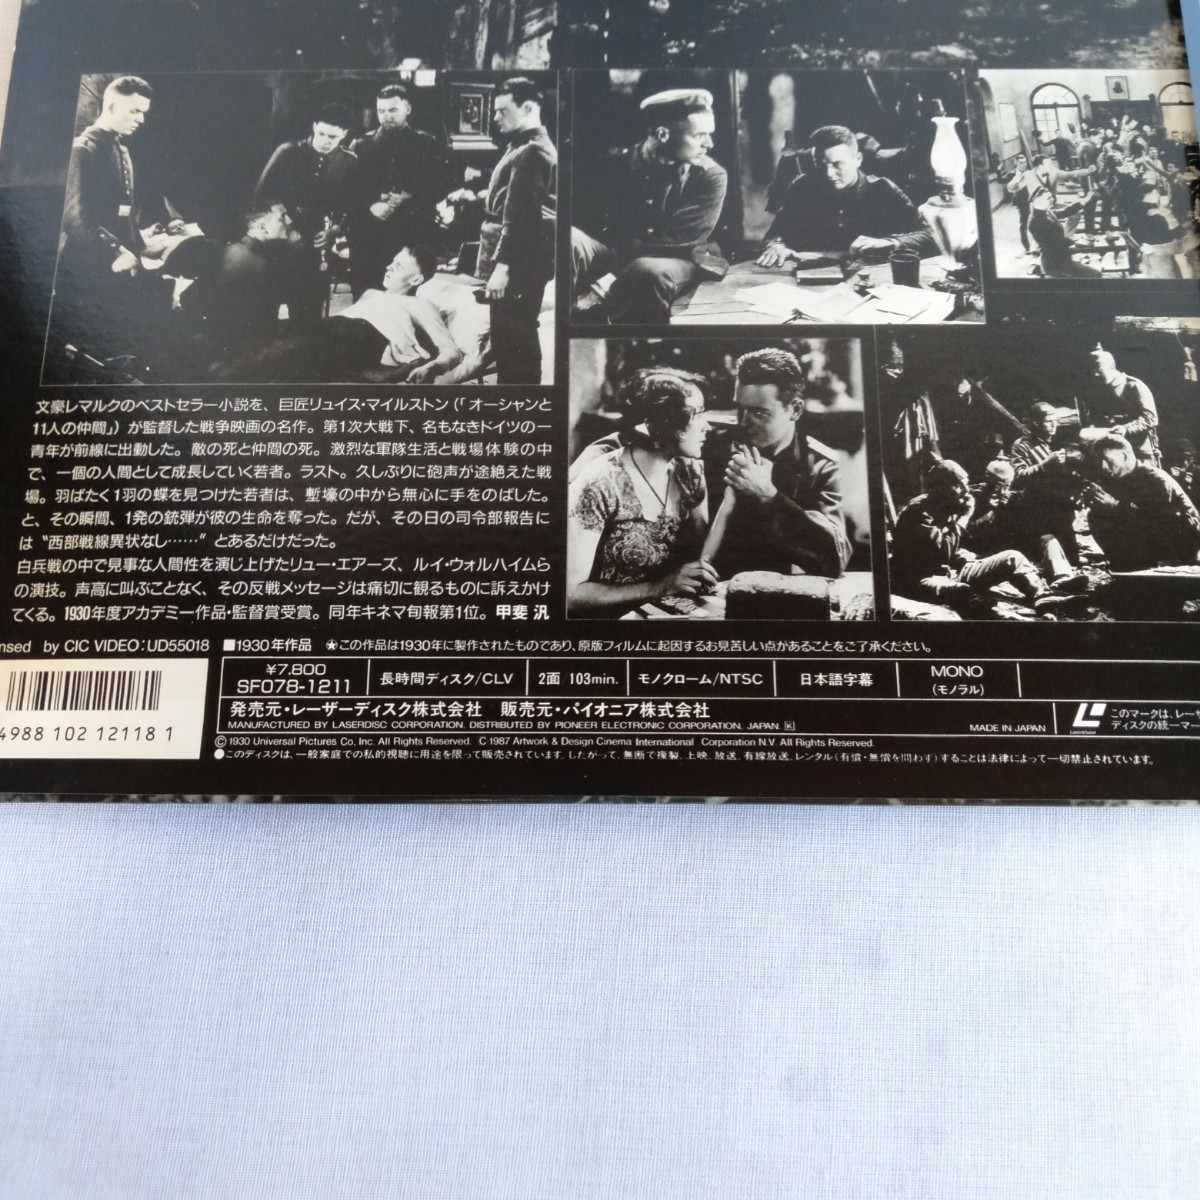 文豪レマルクのベストセラー小説を、巨匠リュイス・マイルストン(「オーシャンと
11人の仲間」)が監督した戦争映画の名作。第1次大戦下、名もなきドイツの一
青年が前線に出動した。敵の死と仲間の死。激烈な軍隊生活と戦場体験の中
で、一個の人間として成長していく若者。ラスト。久しぶりに砲声が途絶えた戦
場。羽ばたく1羽の蝶を見つけた若者は、塹壕の中から無心に手をのばした。
と、その瞬間、1発の銃弾が彼の生命を奪った。だが、その日の司令部報告に
は“西部戦線異状なし……”とあるだけだった。
白兵戦の中で見事な人間性を演じ上げたリュー・エアーズ、ルイ・ウォルハイムら
の演技。声高に叫ぶことなく、その反戦メッセージは痛切に観るものに訴えかけ
てくる。1930年度アカデミー作品・監督賞受賞。同年キネマ旬報第1位。甲斐 汎
nsed by CIC VIDEO:UD55018 ■1930年作品 ★この作品は1930年に製作されたものであり、原版フィルムに起因するお見苦しい点があることをご了承ください。
¥7,800
SF078-1211
長時間ディスク/CLV
2面 103min.
モノクローム/NTSC
日本語字幕
MONO
(モノラル)
発売元・レーザーディスク株式会社 販売元・パイオニア株式会社
MANUFACTURED BY LASERDISC CORPORATION, DISTRIBUTED BY PIONEER ELECTRONIC CORPORATION, JAPAN. K
MADE IN JAPAN
LaserVision
このマークは、レー
ディスクの統一マー
4988 102 12118 1
©1930 Universal Pictures Co, Inc. All Rights Reserved. C 1987 Artwork & Design Cinema International Corporation N.V. All Rights Reserved.
●このディスクは、一般家庭での私的視聴に用途を限って販売されています。したがって、無断で複製、上映、放送、有線放送、レンタル(有償・無償を問わず)することは法律によって一切禁止されています。